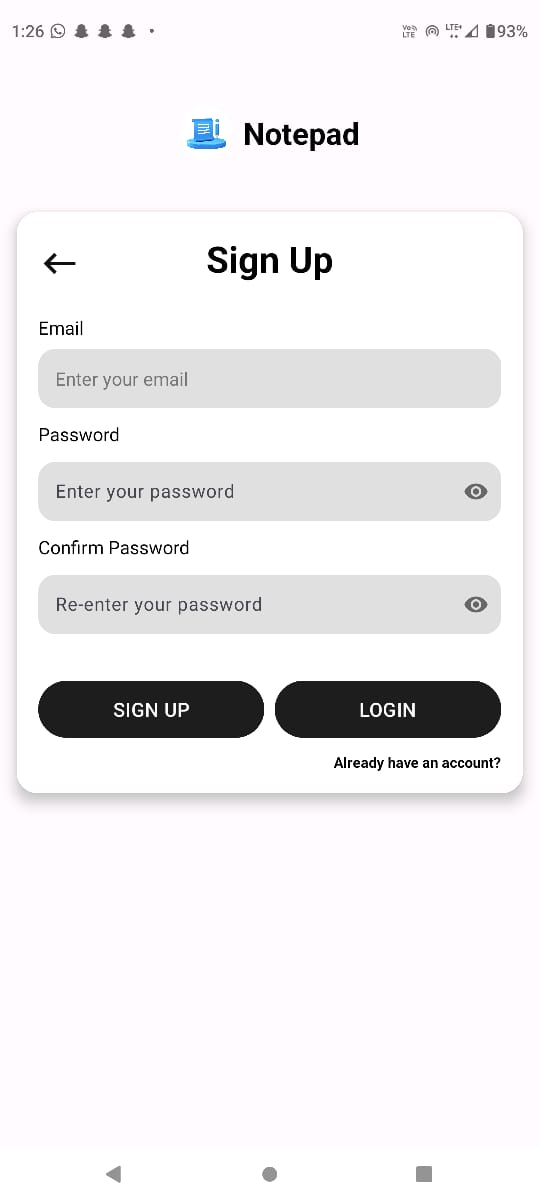 1:26
Vo LTE LTE+ 93%
Notepad
Sign Up
Email
Enter your email
Password
Enter your password
Confirm Password
Re-enter your password
SIGN UP LOGIN
Already have an account?